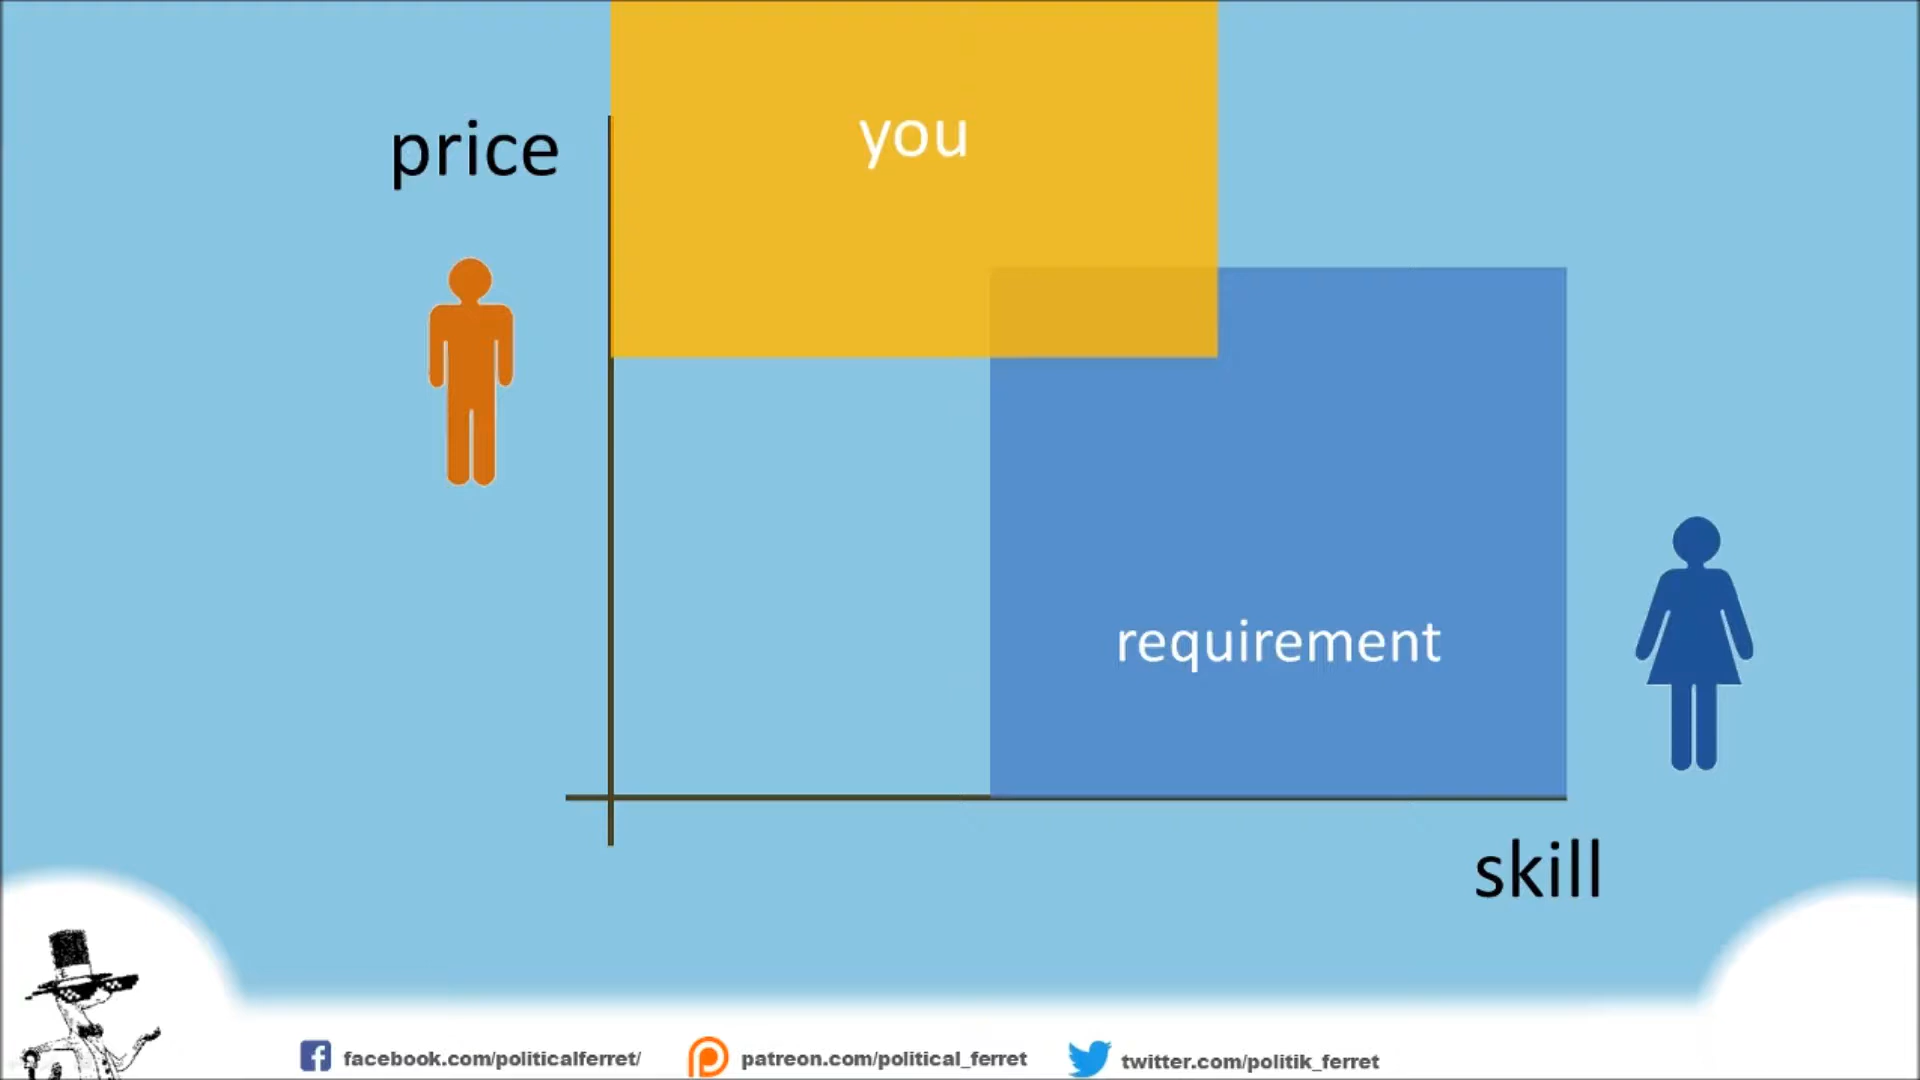 price
you
requirement
skill
facebook.com/politicalferret/
patreon.com/political_ferret
twitter.com/politik_ferret